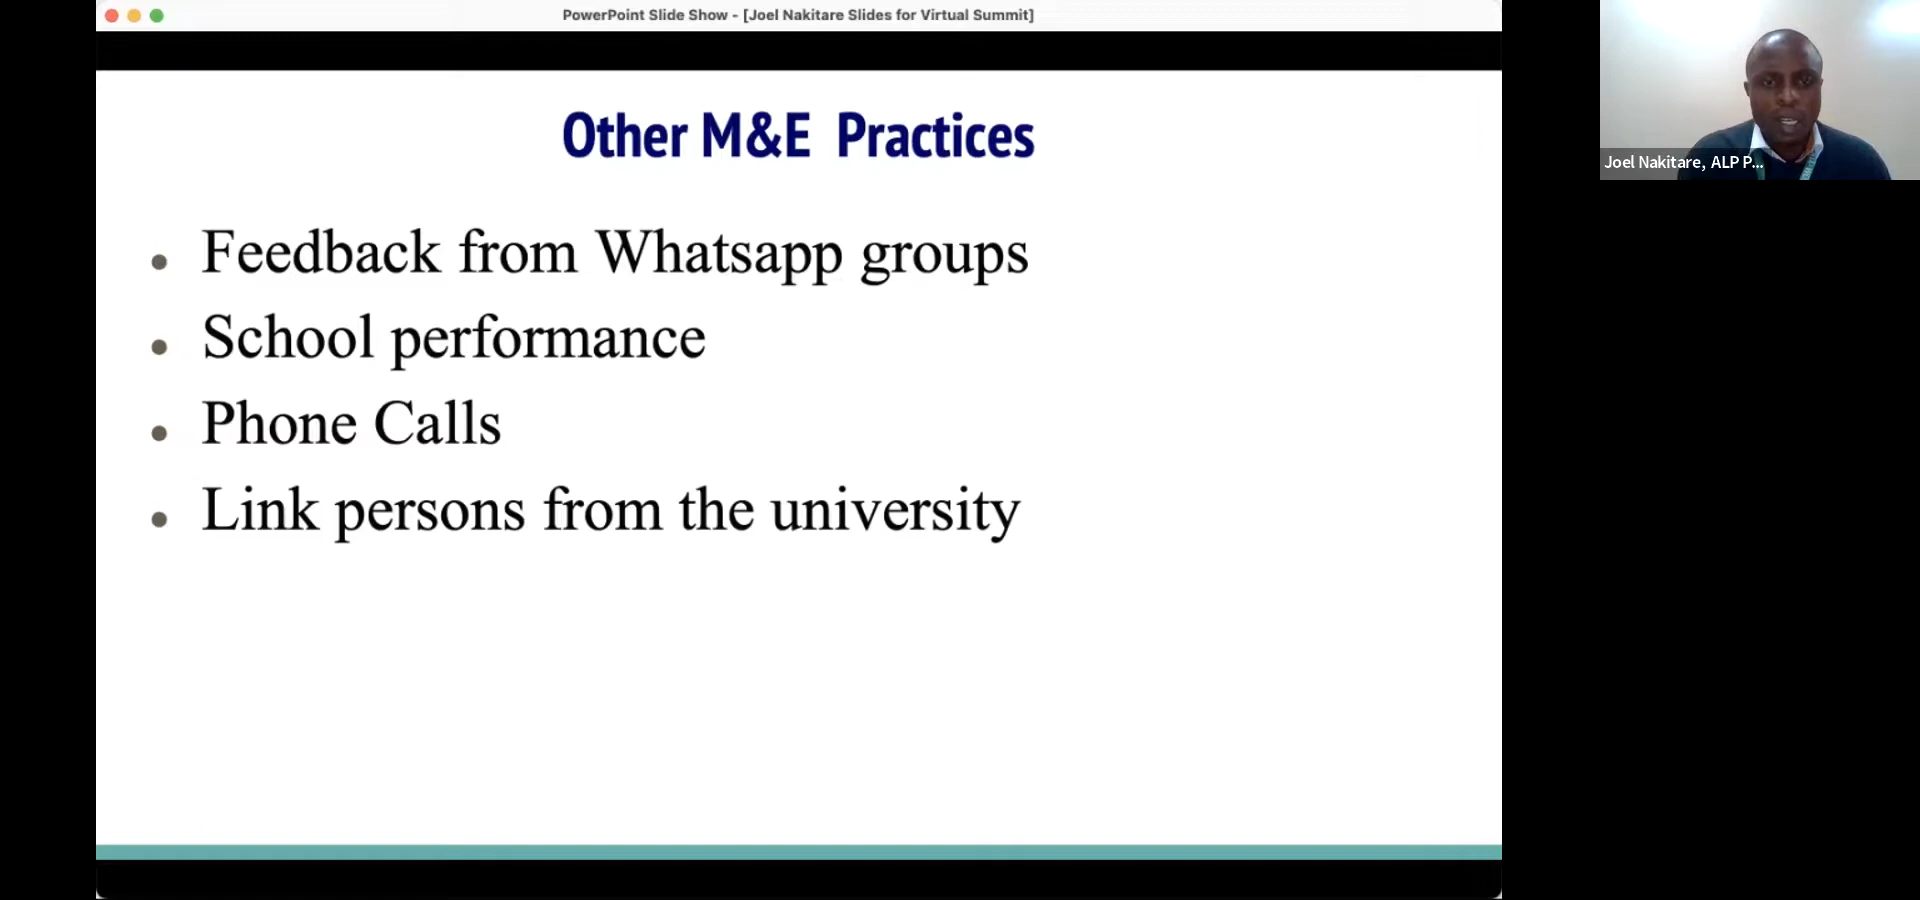 PowerPoint Slide Show - [Joel Nakitare Slides for Virtual Summit]
Other M&E Practices
• Feedback from Whatsapp groups
• School performance
• Phone Calls
• Link persons from the university
Joel Nakitare, ALP P...